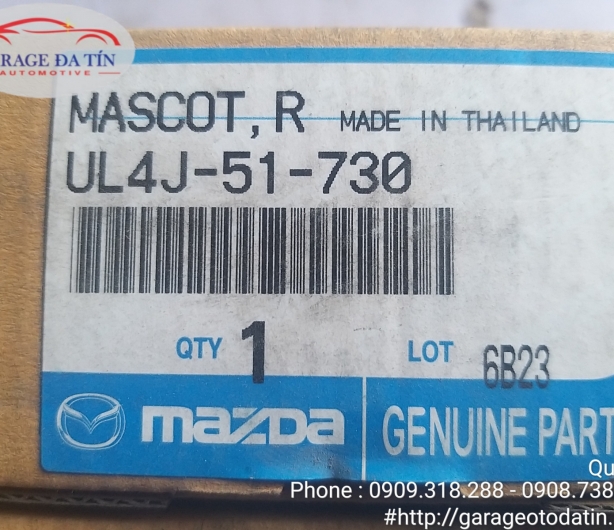 GARAGE ĐA TÍN
AUTOMOTIVE
MASCOT, R MADE IN THAILAND
UL4J-51-730
QTY 1 LOT 6B23
mazda GENUINE PART
Phone : 0909.318.288 - 0908.738
#http://garageotodatin.